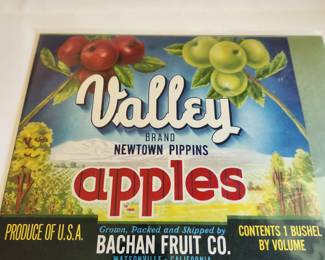 Valley
BRAND
NEWTOWN PIPPINS
apples
PRODUCE OF U.S.A.
Grown, Packed and Shipped by
BACHAN FRUIT CO.
WATSONVILLE - CALIFORNIA
CONTENTS 1 BUSHEL
BY VOLUME